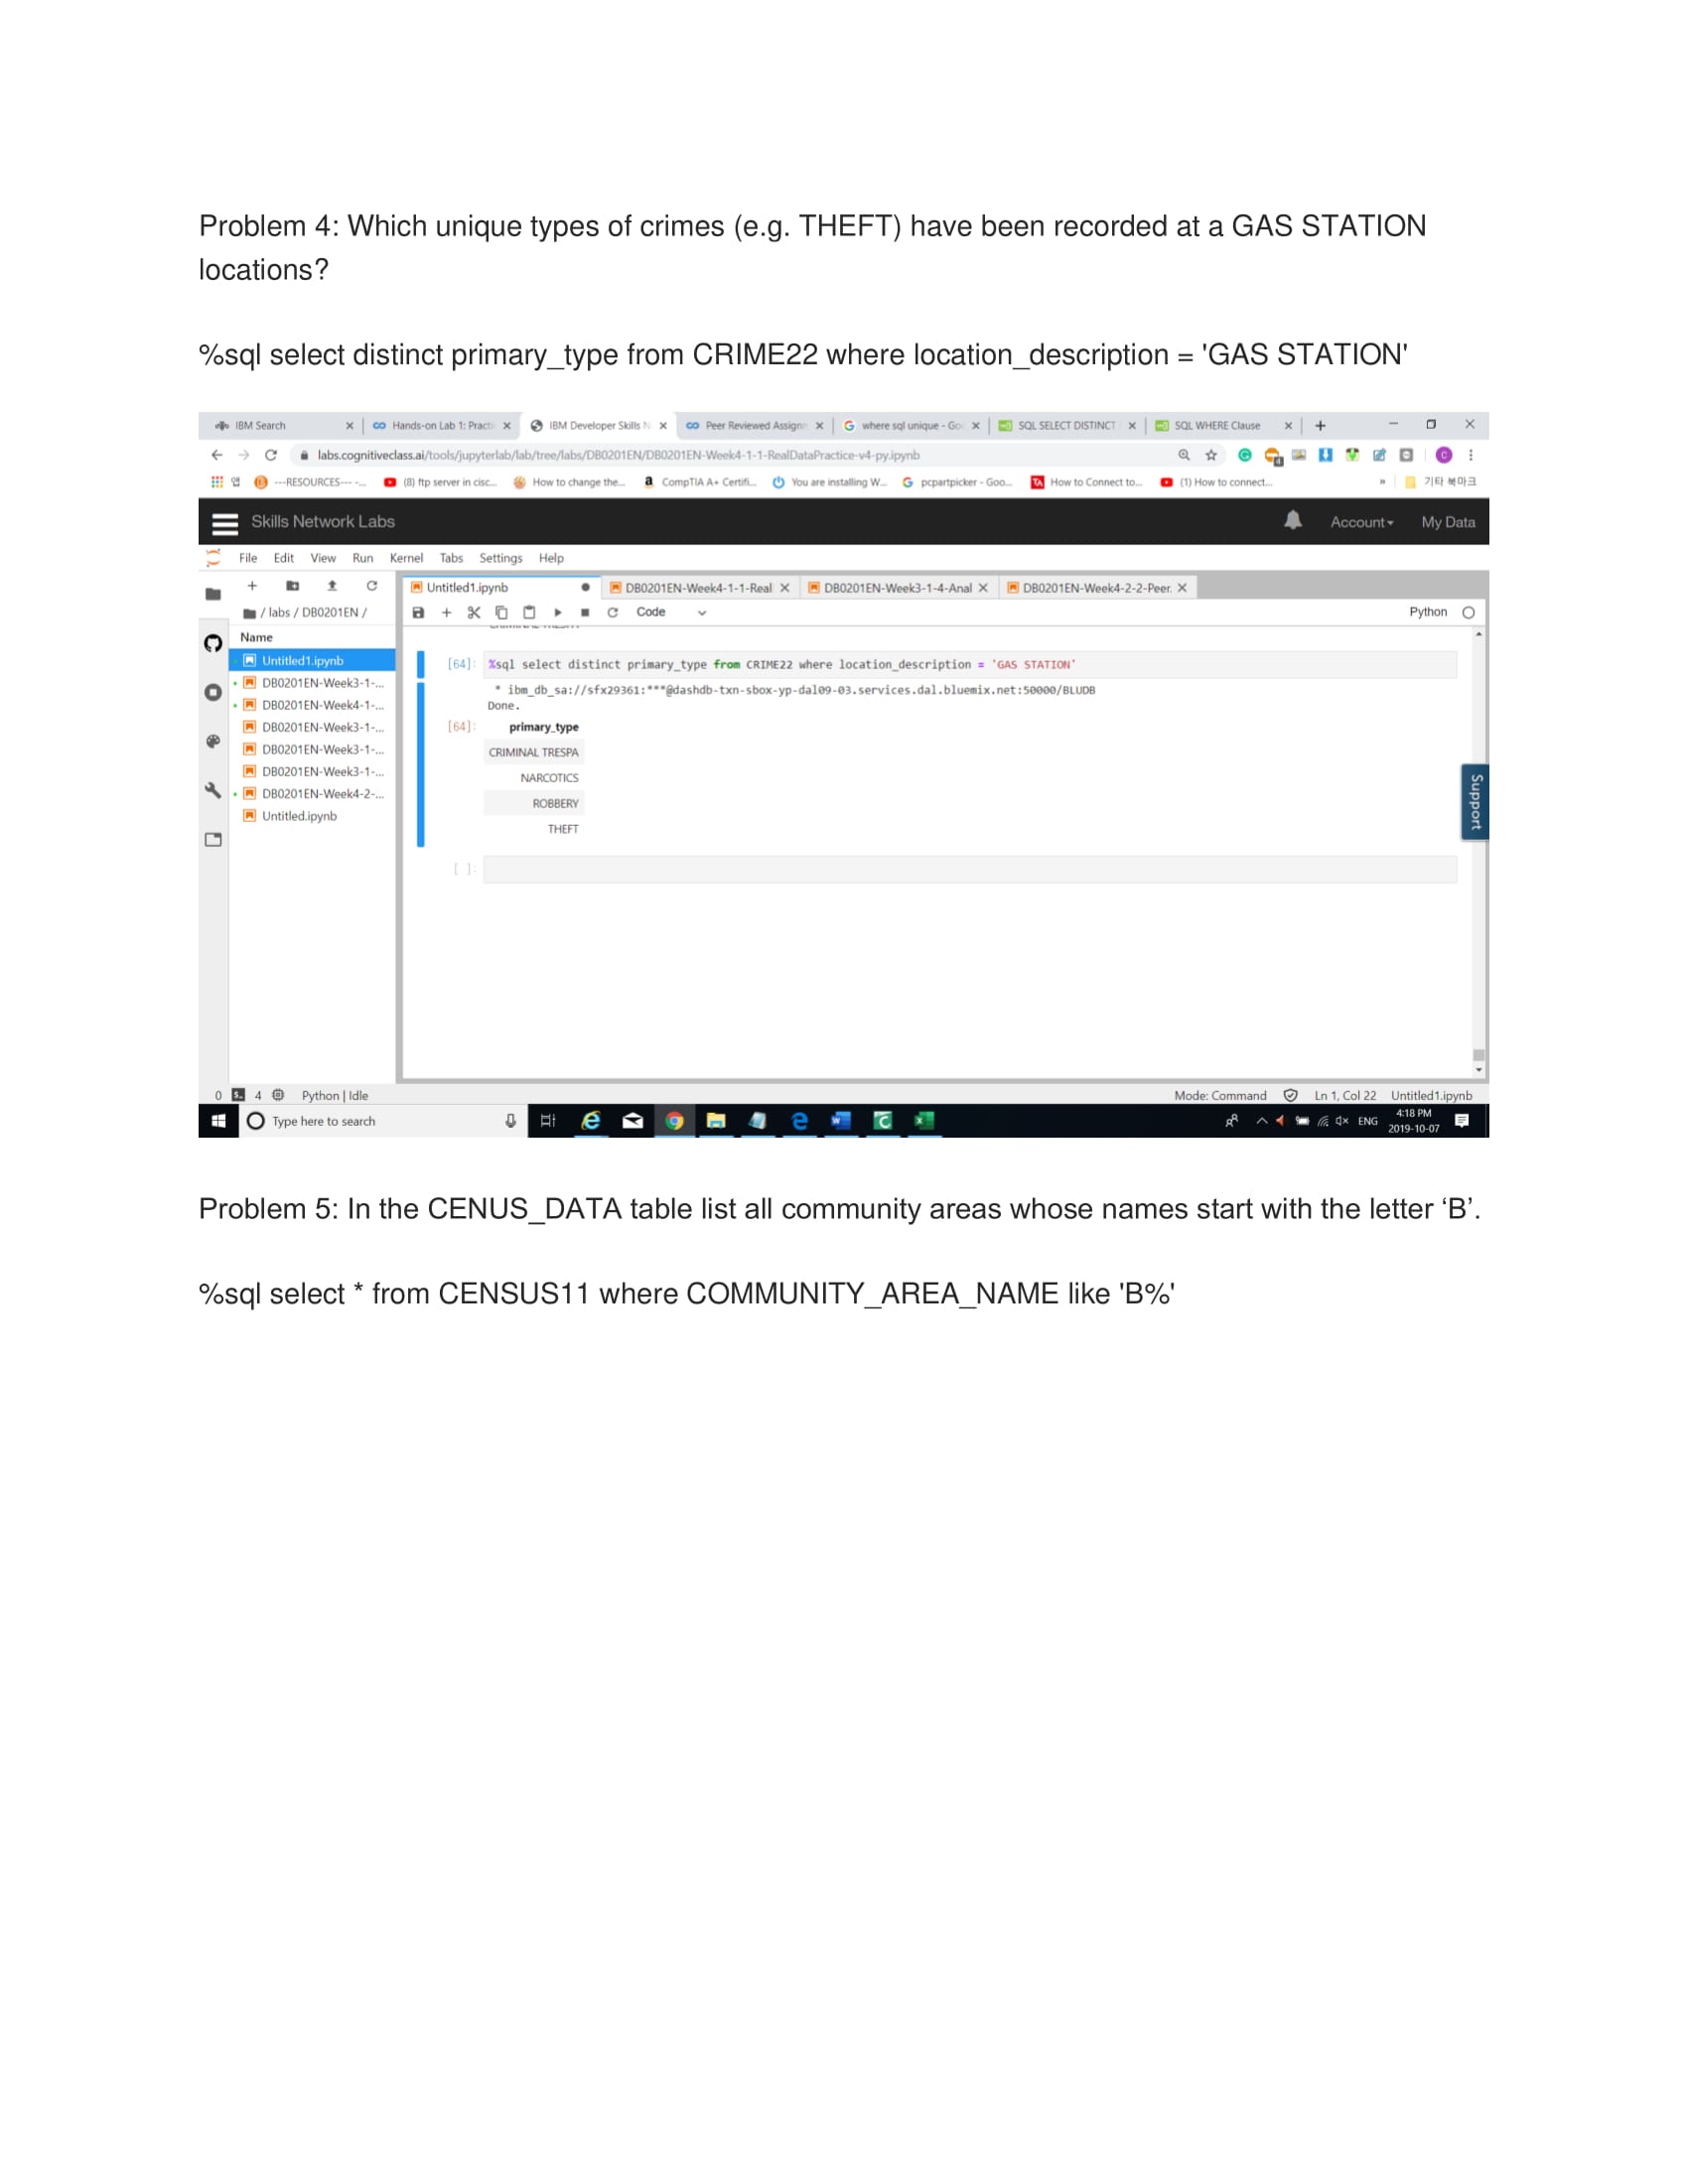 Problem 4: Which unique types of crimes (e.g. THEFT) have been recorded at a GAS STATION
locations?
%sql select distinct primary_type from CRIME22 where location_description = 'GAS STATION'
IBM Search
Hands-on Lab 1: Practi
IBM Developer Skills N
Peer Reviewed Assign
where sql unique - Go
SQL SELECT DISTINCT
SQL WHERE Clause
labs.cognitiveclass.ai/tools/jupyterlab/lab/tree/labs/DB0201EN/DB0201EN-Week4-1-1-RealDataPractice-v4-py.ipynb
앱
---RESOURCES--- -...
(8) ftp server in cisc...
How to change the...
CompTIA A+ Certifi...
You are installing W...
pcpartpicker - Goo...
How to Connect to...
(1) How to connect...
»
기타 북마크
Skills Network Labs
Account
My Data
File Edit View Run Kernel Tabs Settings Help
Untitled1.ipynb
DB0201EN-Week4-1-1-Real
DB0201EN-Week3-1-4-Anal
DB0201EN-Week4-2-2-Peer.
/ labs / DB0201EN /
Code
Python
Name
Untitled1.ipynb
DB0201EN-Week3-1-...
DB0201EN-Week4-1-...
DB0201EN-Week3-1-...
DB0201EN-Week3-1-...
DB0201EN-Week3-1-...
DB0201EN-Week4-2-...
Untitled.ipynb
[64]: %sql select distinct primary_type from CRIME22 where location_description = 'GAS STATION'
* ibm_db_sa://sfx29361:***@dashdb-txn-sbox-yp-dal09-03.services.dal.bluemix.net:50000/BLUDB
Done.
[64]: primary_type
CRIMINAL TRESPA
NARCOTICS
ROBBERY
THEFT
[ ]:
Support
0 4 Python | Idle
Mode: Command Ln 1, Col 22 Untitled1.ipynb
Type here to search
ENG
4:18 PM
2019-10-07
Problem 5: In the CENUS_DATA table list all community areas whose names start with the letter ‘B’.
%sql select * from CENSUS11 where COMMUNITY_AREA_NAME like 'B%'